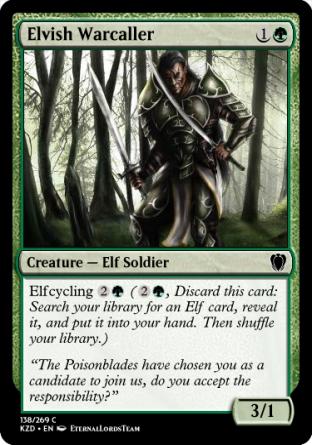 Elvish Warcaller 1
Creature — Elf Soldier
Elfcycling 2 ( 2 , Discard this card:
Search your library for an Elf card, reveal
it, and put it into your hand. Then shuffle
your library.)
“The Poisonblades have chosen you as a
candidate to join us, do you accept the
responsibility?”
3/1
138/269 C
KZD • EN EternalLordsTeam